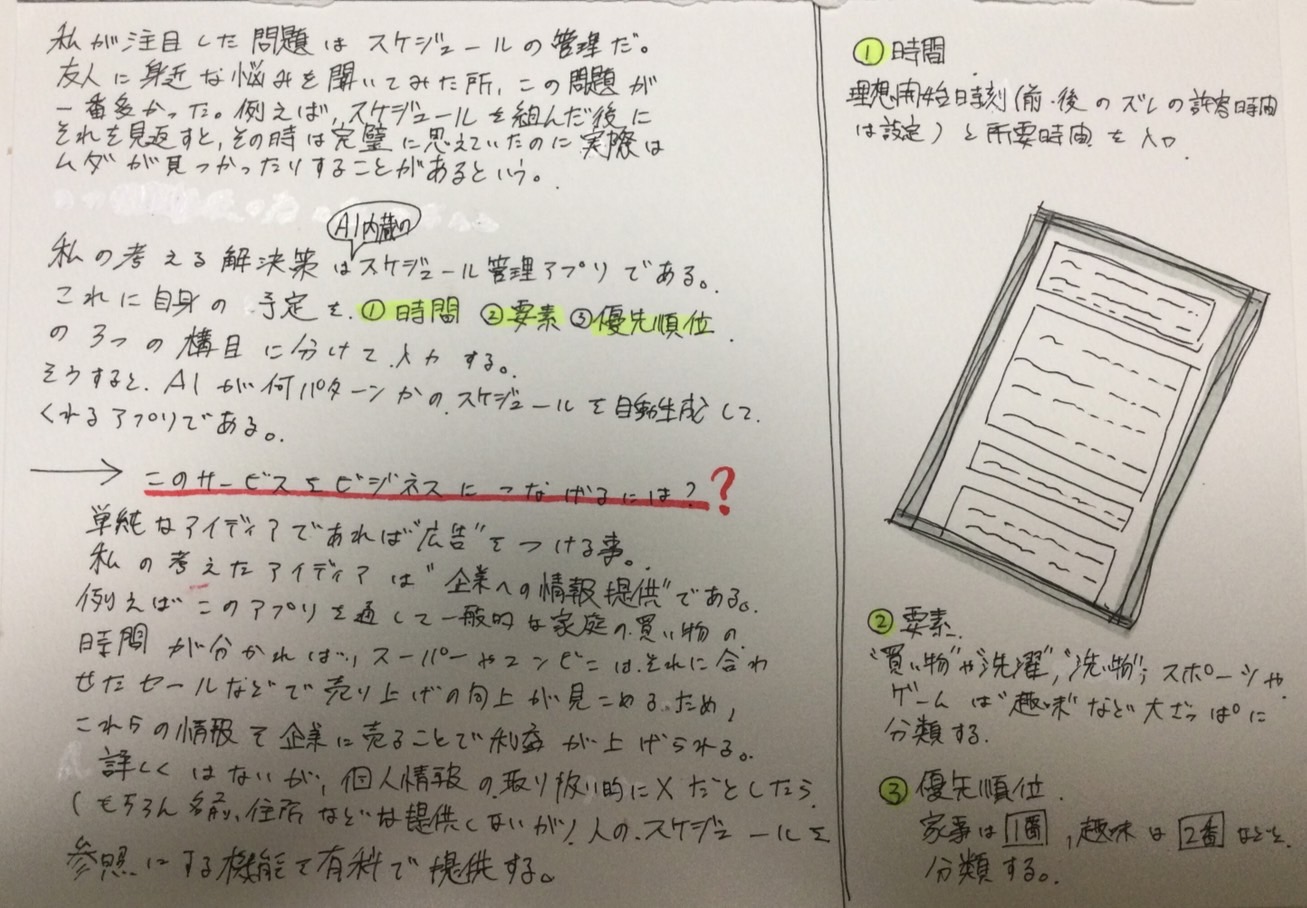 私が注目した問題はスケジュールの管理だ。
友人に身近な悩みを聞いてみた所、この問題が
一番多かった。例えば、スケジュールを組んだ後に
それを見返すと、その時は完璧に思えていたのに実際は
ムダが見つかったりすることがあるという。
AI内蔵の
私の考える解決策はスケジュール管理アプリである。
これに自身の予定を①時間 ②要素 ③優先順位
の3つの構目に分けて入力する。
そうすると、AIが何パターンかのスケジュールを自動生成して
くれるアプリである。
→ このサービスをビジネスにつなげるには??
単純なアイディアであれば"広告"をつける事。
私の考えたアイディアは"企業への情報提供"である。
例えばこのアプリを通して一般的な家庭の買い物の
時間が分かれば、スーパーやコンビニはそれに合わ
せたセールなどで売り上げの向上が見こめるため、
これらの情報を企業に売ることで利益が上げられる。
詳しくはないが、個人情報の取り扱い的に×だとしたら
(もちろん名前、住所などは提供しないが)人のスケジュールを
参照にする機能を有料で提供する。
① 時間
理想開始時刻(前・後のズレの許容時間
は設定)と所要時間を入力
② 要素
"買い物"や"洗濯"、"洗い物"、スポーツや
ゲームは"趣味"など大ざっぱに
分類する。
③ 優先順位
家事は1番、趣味は2番などと
分類する。